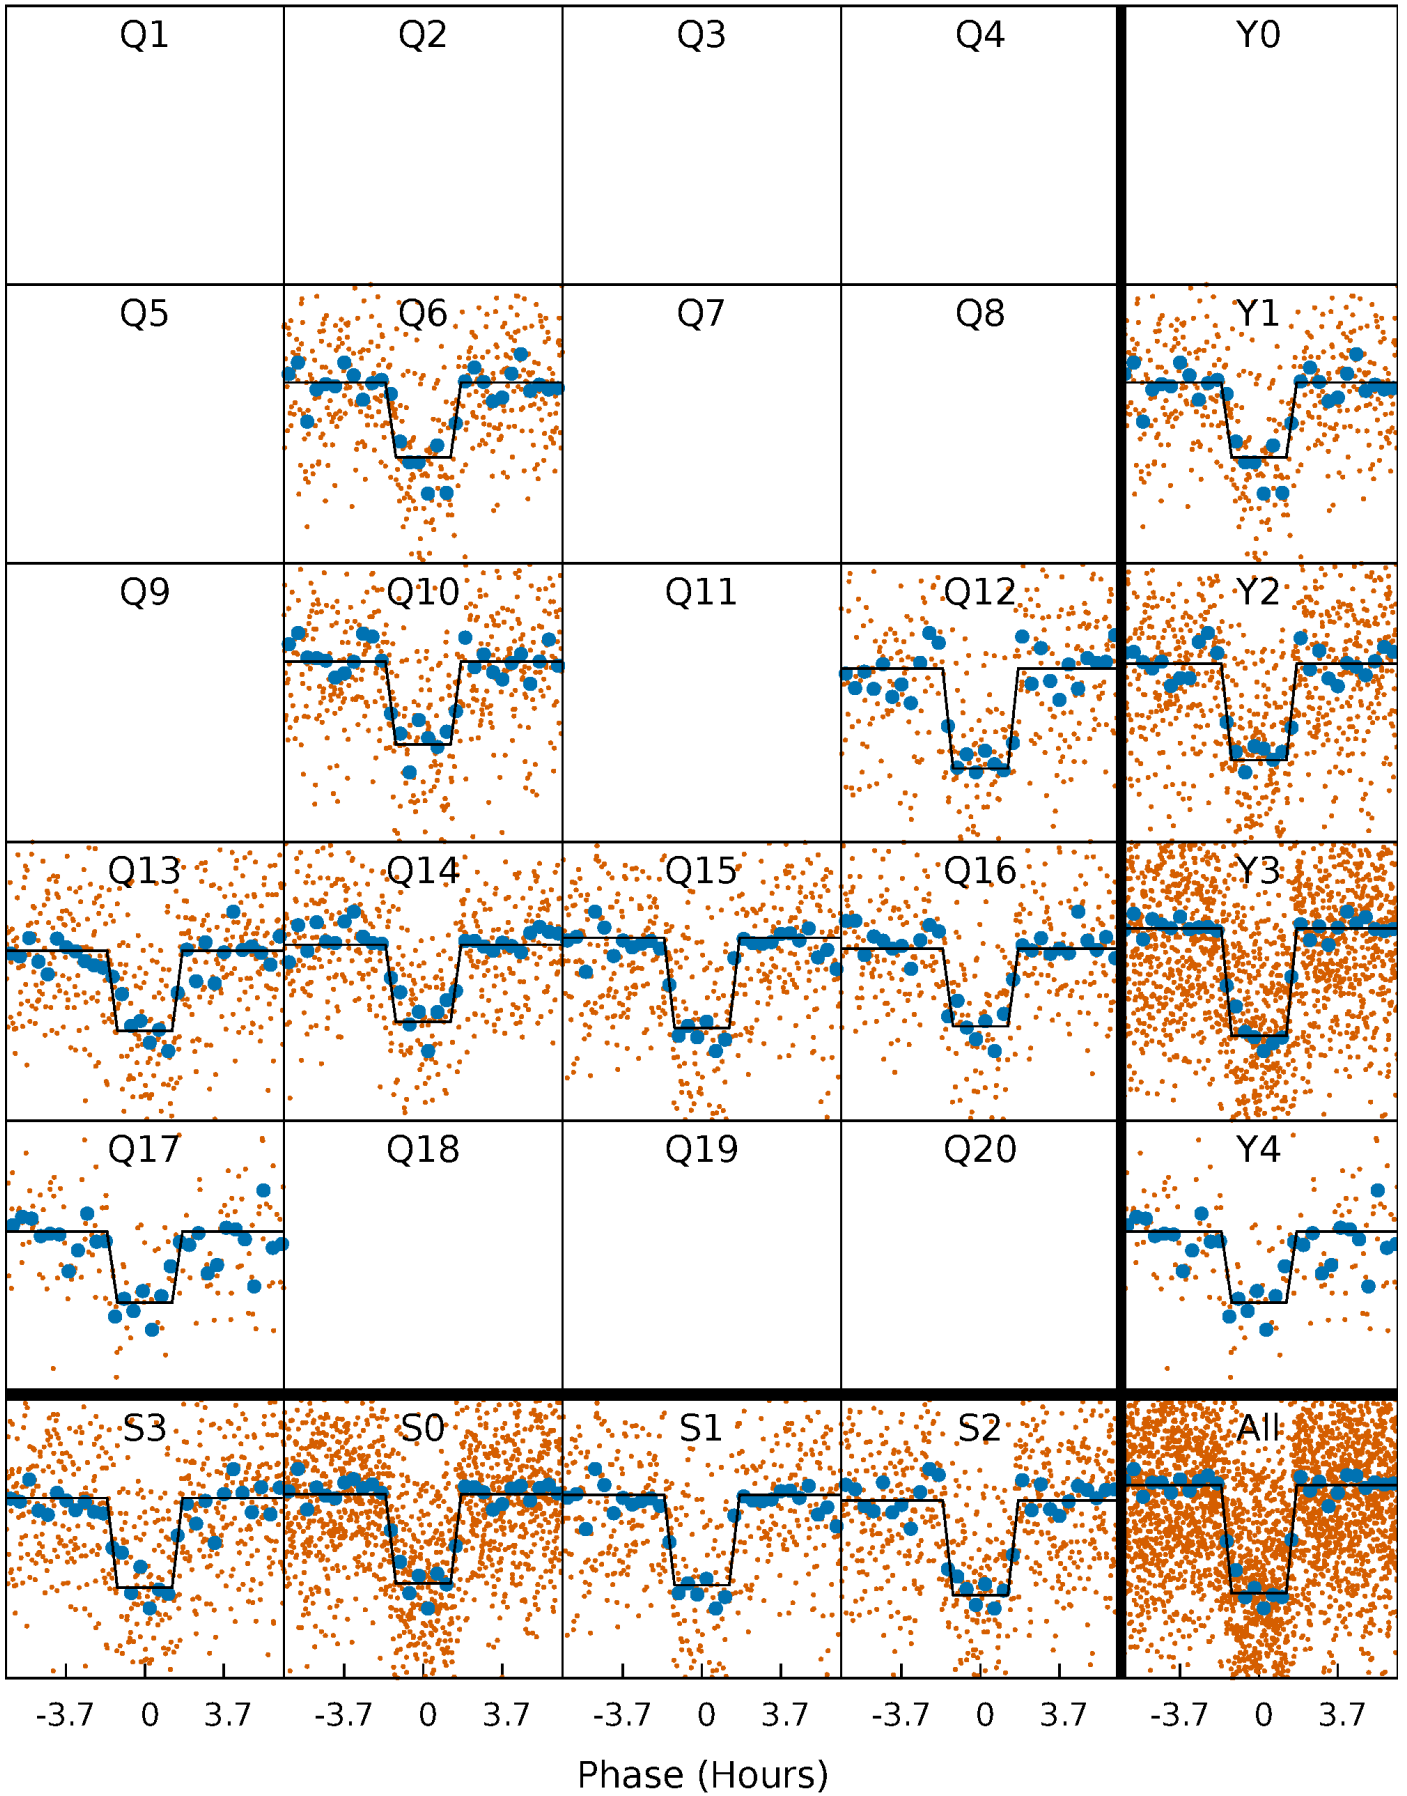 Q1 Q2 Q3 Q4 Y0
Q5 Q6 Q7 Q8 Y1
Q9 Q10 Q11 Q12 Y2
Q13 Q14 Q15 Q16 Y3
Q17 Q18 Q19 Q20 Y4
S3 S0 S1 S2 All
-3.7 0 3.7 -3.7 0 3.7 -3.7 0 3.7 -3.7 0 3.7 -3.7 0 3.7
Phase (Hours)